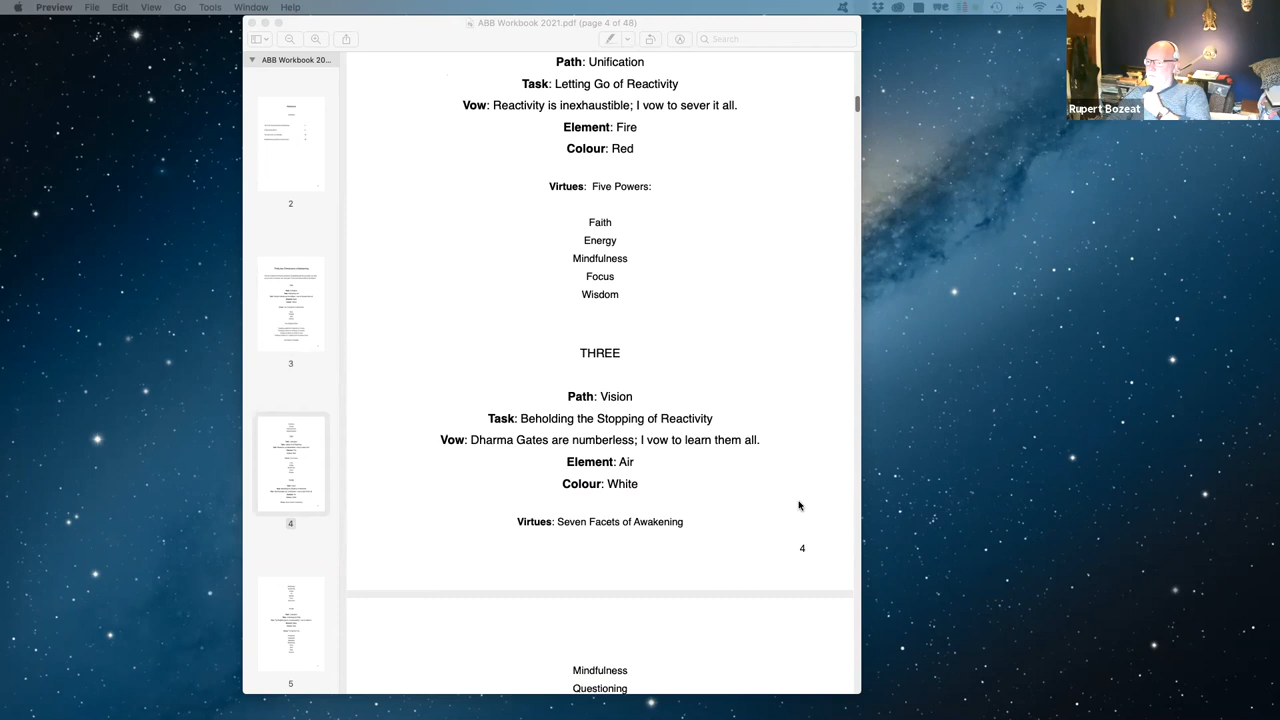 Preview File Edit View Go Tools Window Help
ABB Workbook 2021.pdf (page 4 of 48)
Search
ABB Workbook 20...
2
3
4
5
Path: Unification
Task: Letting Go of Reactivity
Vow: Reactivity is inexhaustible; I vow to sever it all.
Element: Fire
Colour: Red
Virtues: Five Powers:
Faith
Energy
Mindfulness
Focus
Wisdom
THREE
Path: Vision
Task: Beholding the Stopping of Reactivity
Vow: Dharma Gates are numberless; I vow to learn them all.
Element: Air
Colour: White
Virtues: Seven Facets of Awakening
4
Mindfulness
Questioning
Rupert Bozeat